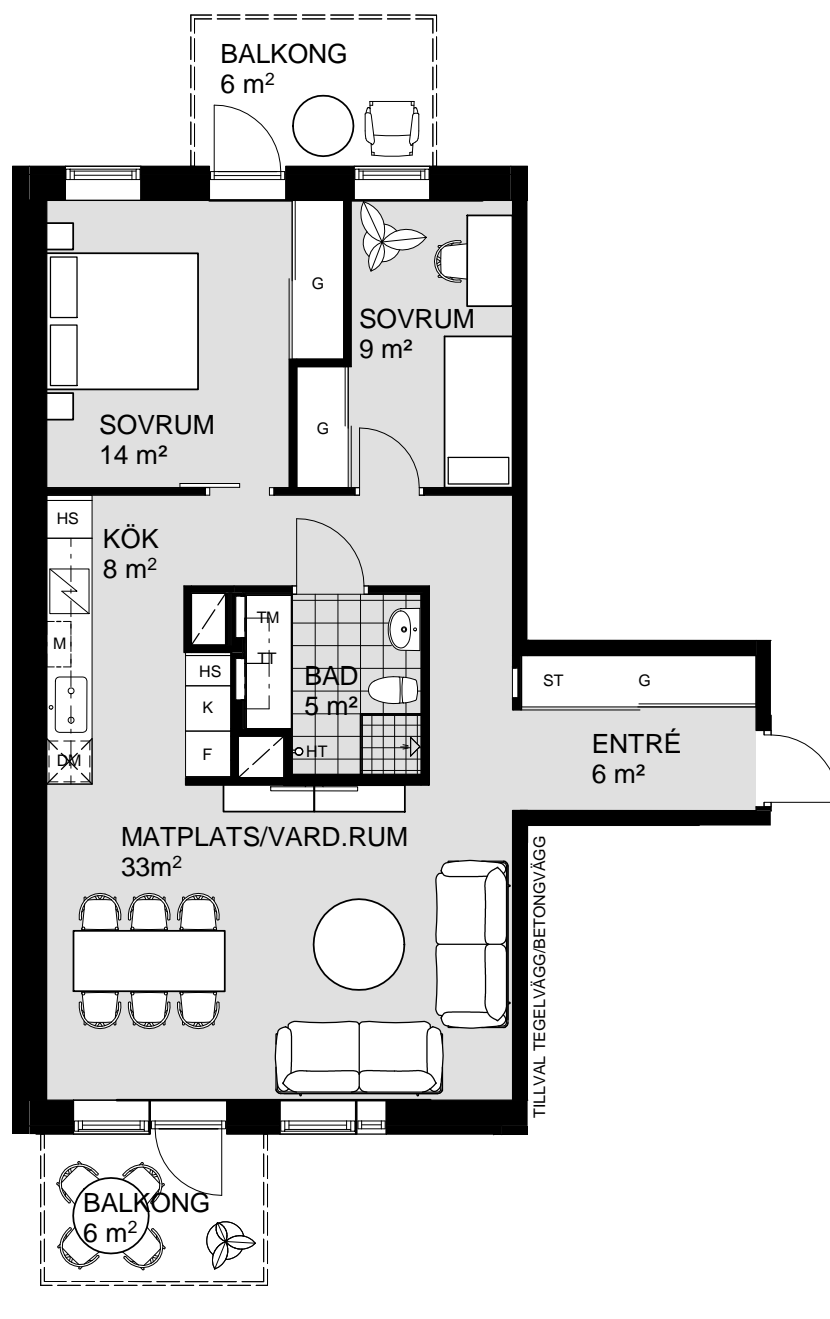 BALKONG
6 m²
G
SOVRUM
9 m²
G
SOVRUM
14 m²
HS
KÖK
8 m²
M
DM
TM
TT
HS
K
F
BAD
5 m²
HT
ST
G
ENTRÉ
6 m²
MATPLATS/VARD.RUM
33m²
TILLVAL TEGELVÄGG/BETONGVÄGG
BALKONG
6 m²